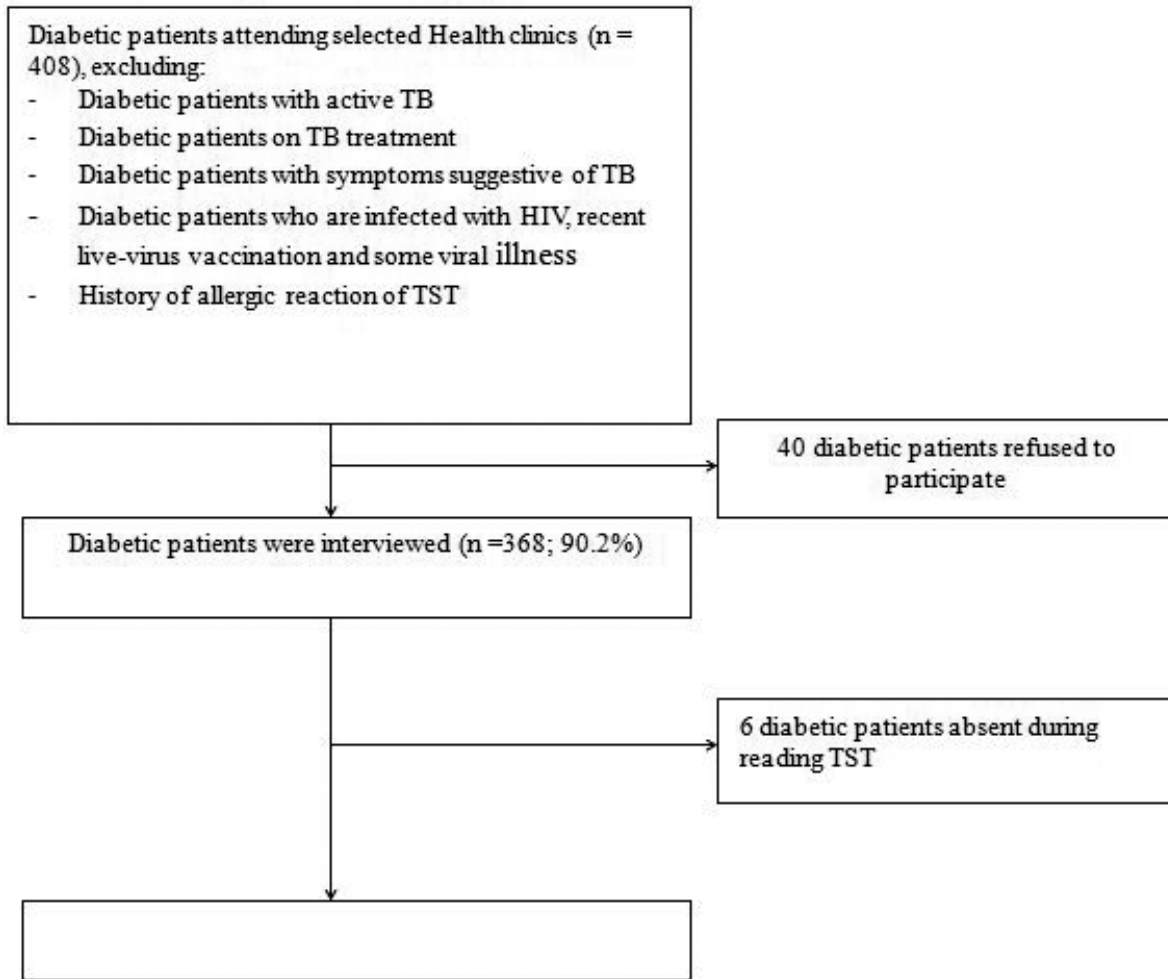 Diabetic patients attending selected Health clinics (n =
408), excluding:
- Diabetic patients with active TB
- Diabetic patients on TB treatment
- Diabetic patients with symptoms suggestive of TB
- Diabetic patients who are infected with HIV, recent
live-virus vaccination and some viral illness
- History of allergic reaction of TST
40 diabetic patients refused to
participate
Diabetic patients were interviewed (n =368; 90.2%)
6 diabetic patients absent during
reading TST